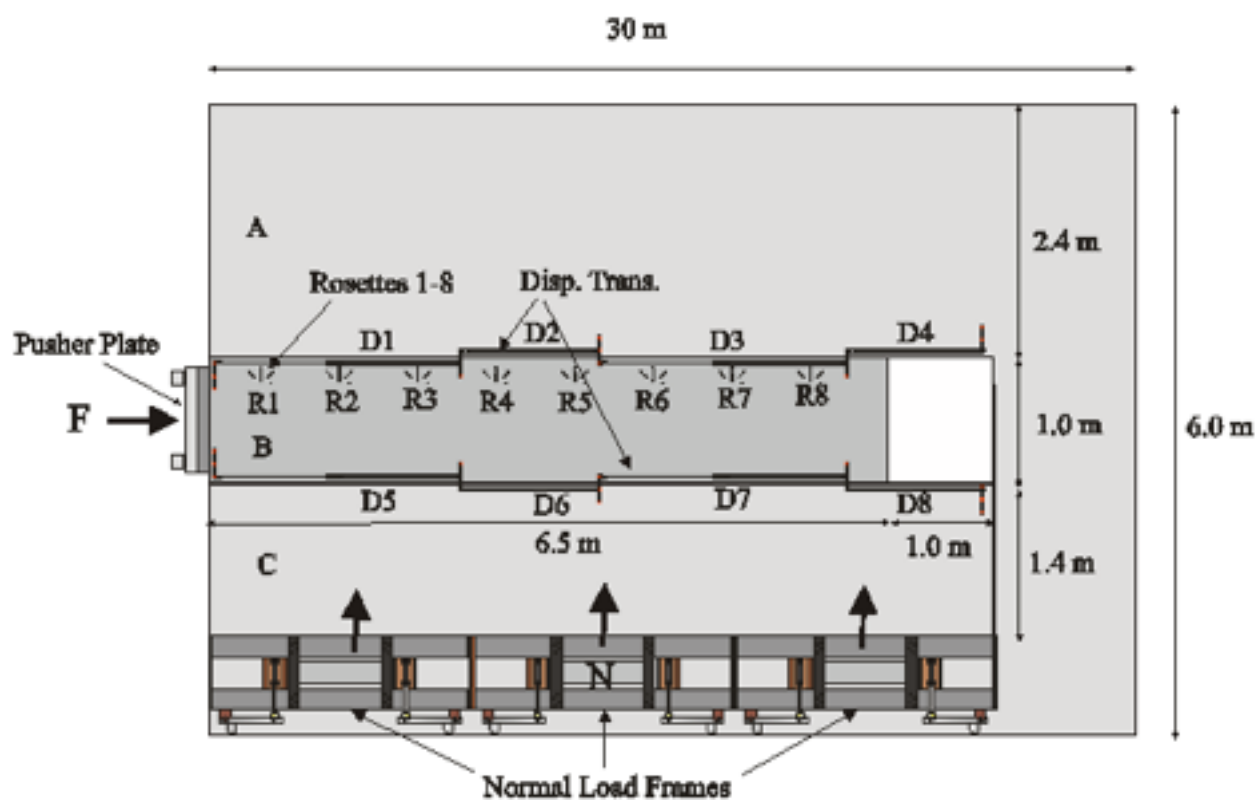 30 m
A
2.4 m
Rosettes 1-8
Disp. Trans.
D1
D2
D3
D4
Pusher Plate
R1
R2
R3
R4
R5
R6
R7
R8
F
B
1.0 m
6.0 m
D5
D6
D7
D8
6.5 m
1.0 m
C
1.4 m
N
Normal Load Frames